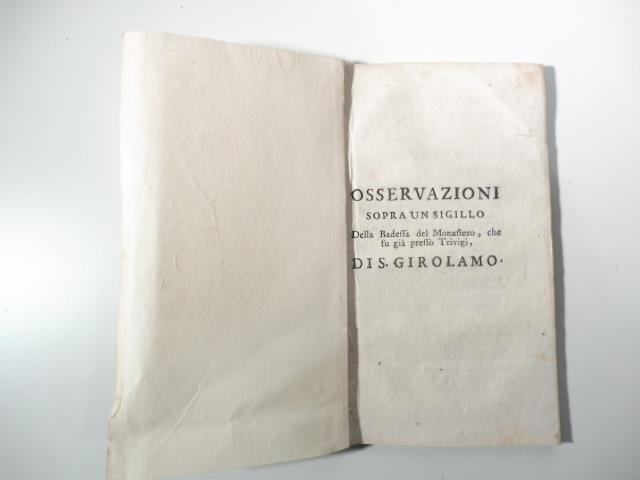 OSSERVAZIONI
SOPRA UN SIGILLO
Della Badeſſa del Monaſtero, che
fu già preſſo Trivigi,
DI S. GIROLAMO.